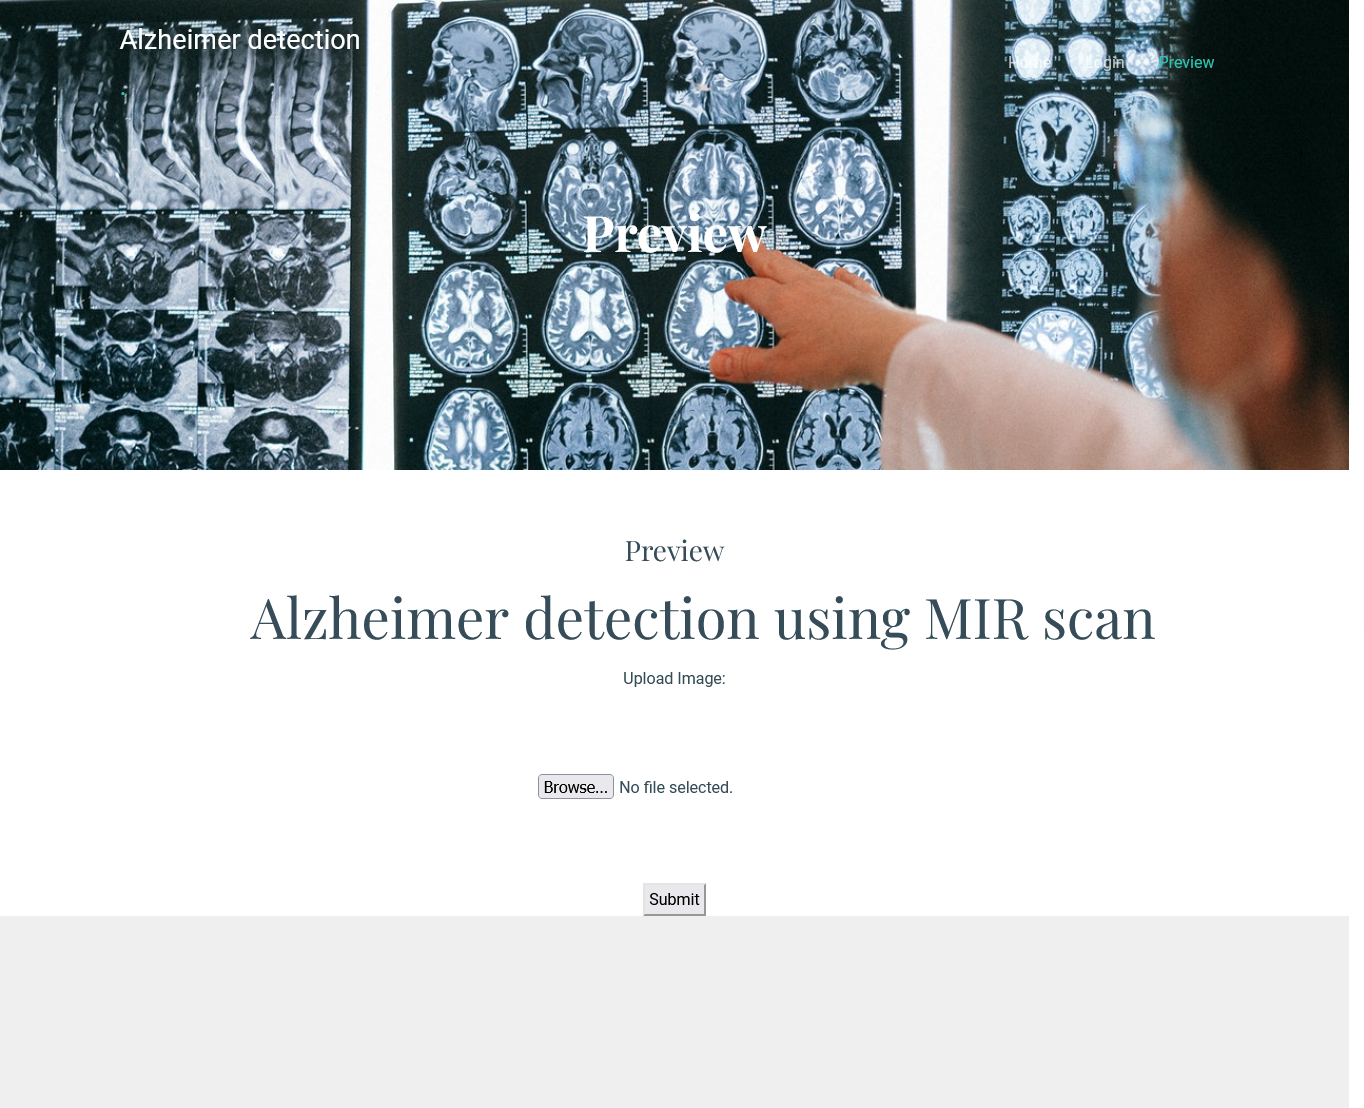 Alzheimer detection
Home Login Preview
Preview
Preview
Alzheimer detection using MIR scan
Upload Image:
Browse... No file selected.
Submit